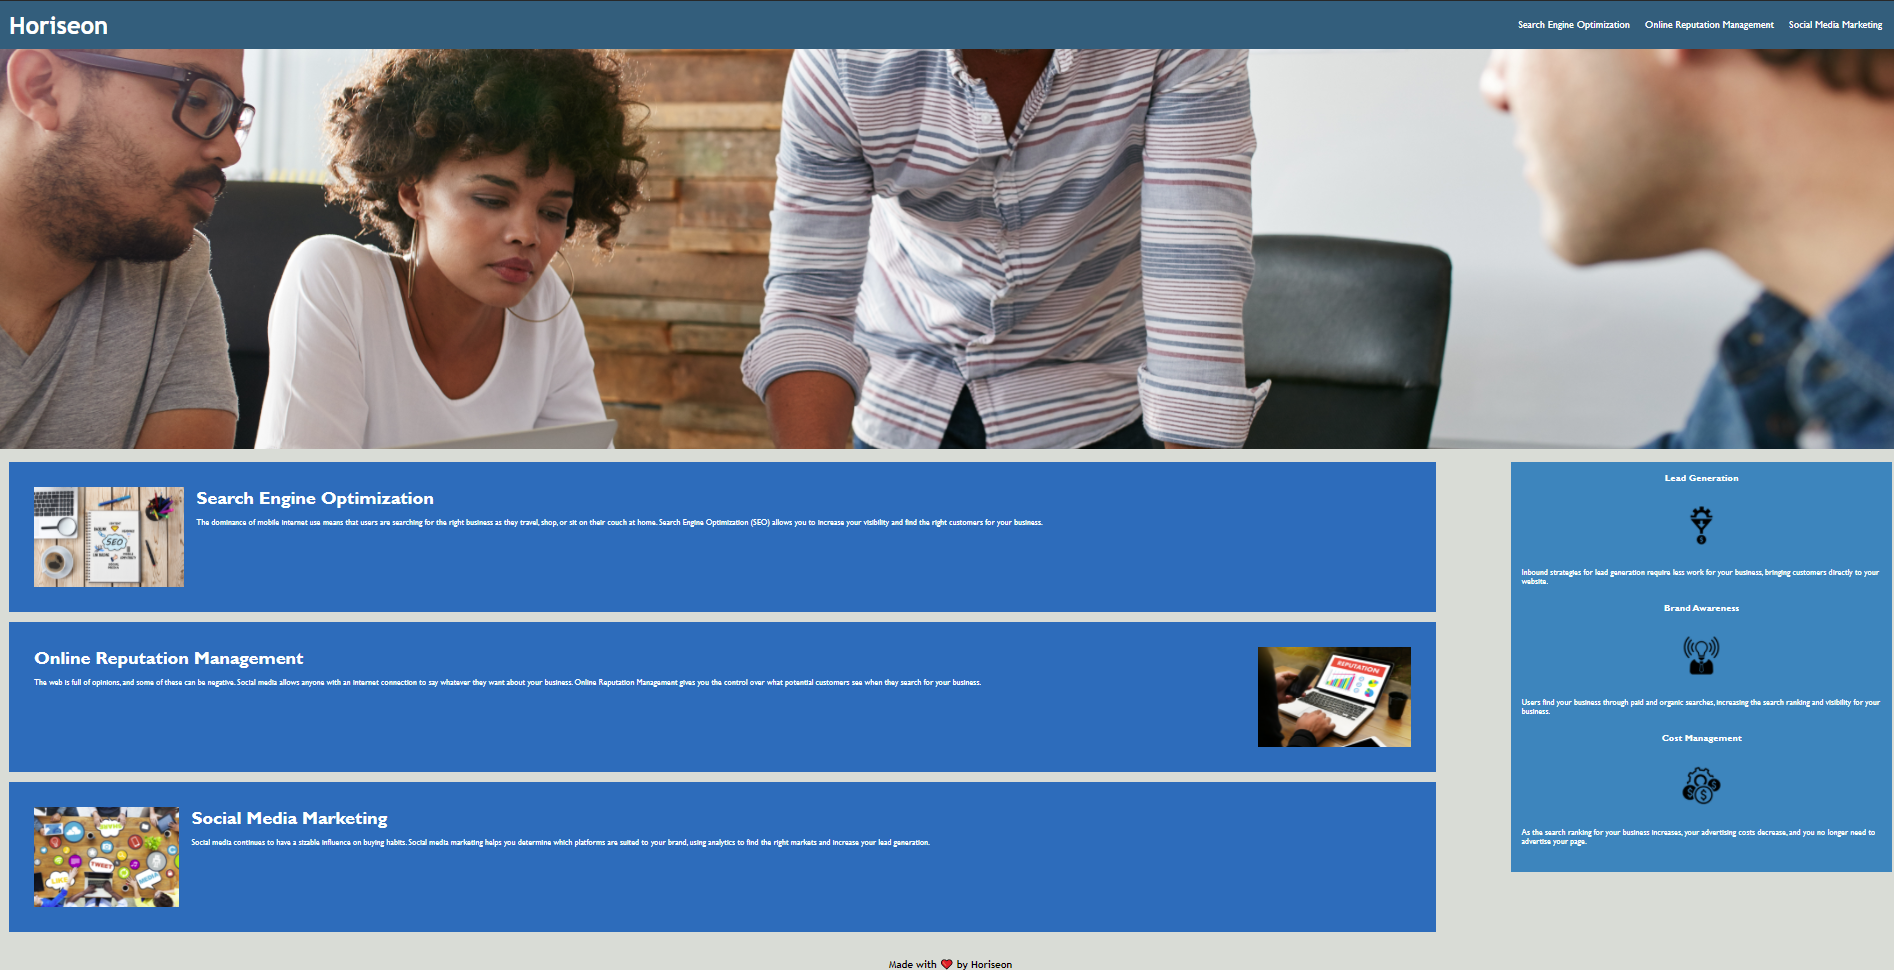 Horiseon
Search Engine Optimization Online Reputation Management Social Media Marketing
SEO
Search Engine Optimization
The dominance of mobile internet use means that users are searching for the right business as they travel, shop, or sit on their couch at home. Search Engine Optimization (SEO) allows you to increase your visibility and find the right customers for your business.
Online Reputation Management
The web is full of opinions, and some of these can be negative. Social media allows anyone with an internet connection to say whatever they want about your business. Online Reputation Management gives you the control over what potential customers see when they search for your business.
REPUTATION
TWEET
LIKE
MEDIA
Social Media Marketing
Social media continues to have a sizable influence on buying habits. Social media marketing helps you determine which platforms are suited to your brand, using analytics to find the right markets and increase your lead generation.
Lead Generation
Inbound strategies for lead generation require less work for your business, bringing customers directly to your
website.
Brand Awareness
Users find your business through paid and organic searches, increasing the search ranking and visibility for your
business.
Cost Management
As the search ranking for your business increases, your advertising costs decrease, and you no longer need to
advertise your page.
Made with ❤️ by Horiseon